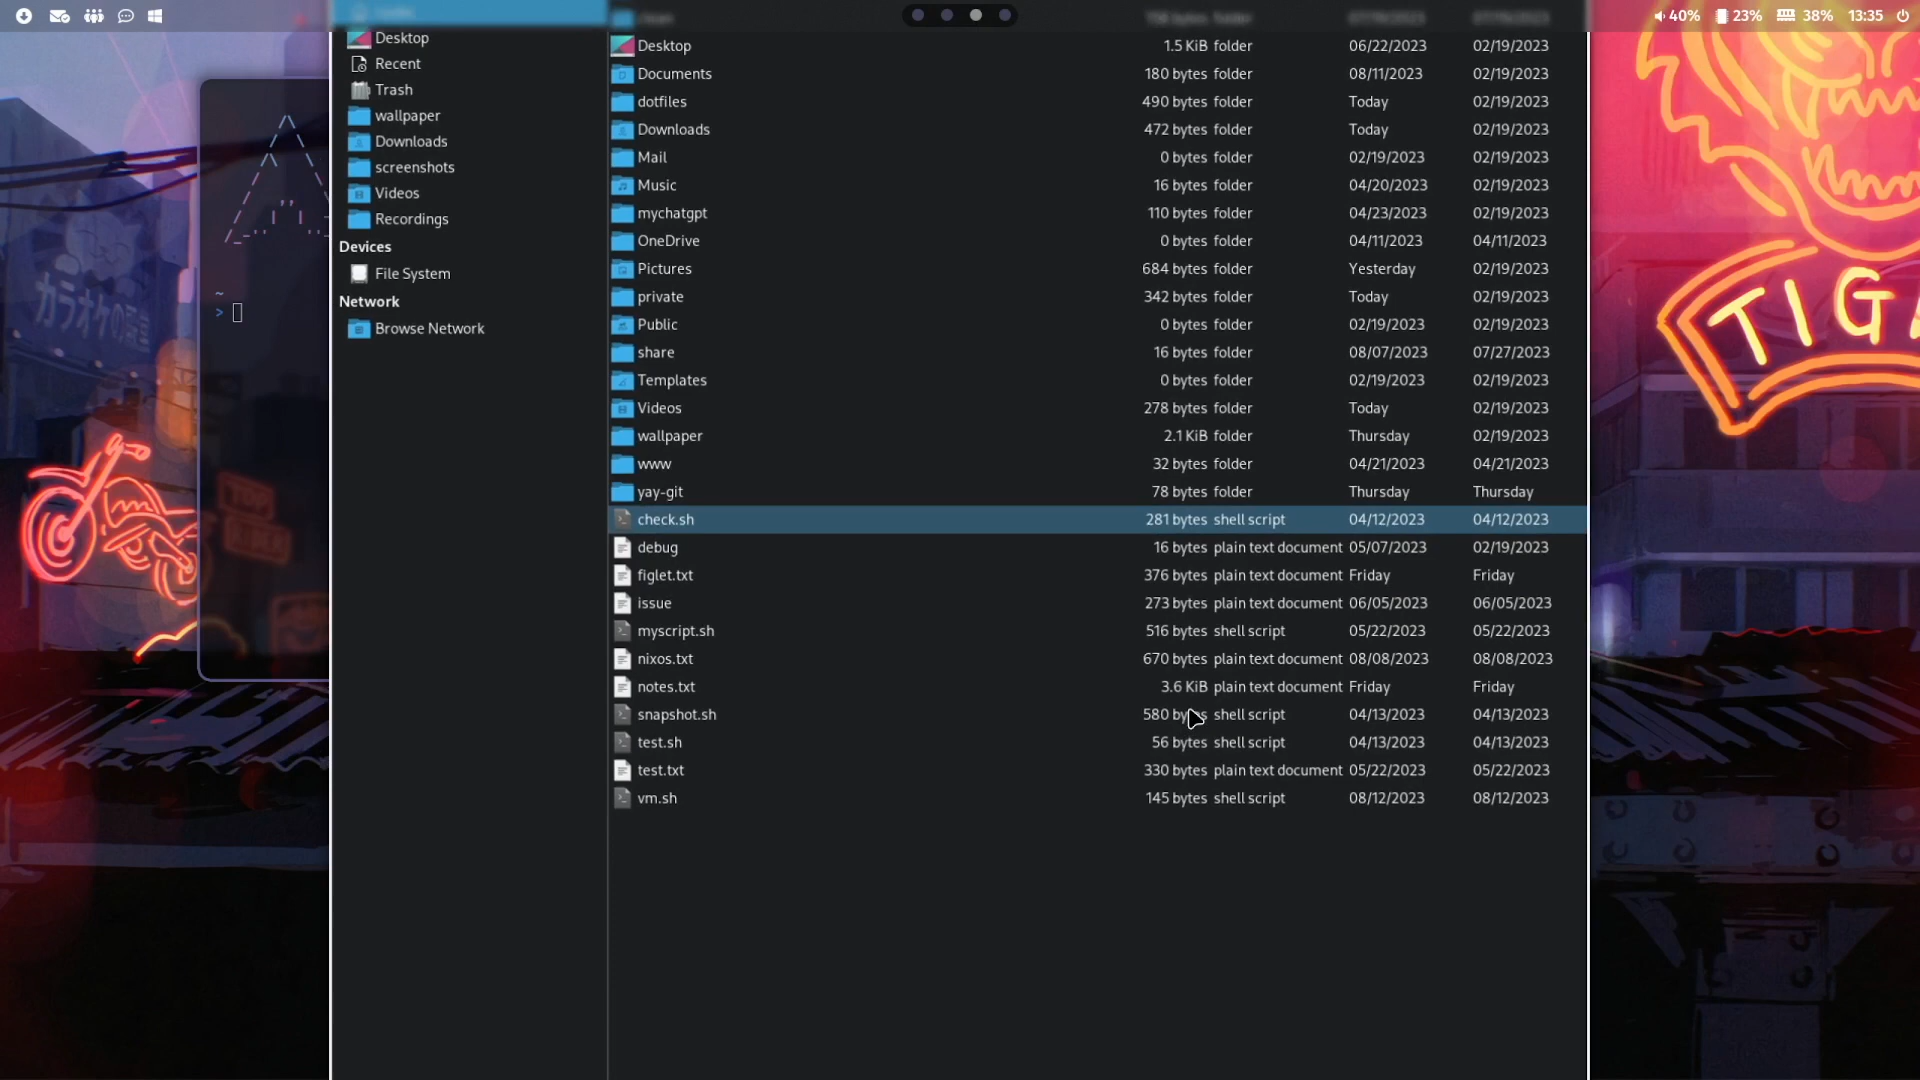 40% 23% 38% 13:35
Desktop
Recent
Trash
wallpaper
Downloads
screenshots
Videos
Recordings
Devices
File System
Network
Browse Network
Desktop 1.5 KiB folder 06/22/2023 02/19/2023
Documents 180 bytes folder 08/11/2023 02/19/2023
dotfiles 490 bytes folder Today 02/19/2023
Downloads 472 bytes folder Today 02/19/2023
Mail 0 bytes folder 02/19/2023 02/19/2023
Music 16 bytes folder 04/20/2023 02/19/2023
mychatgpt 110 bytes folder 04/23/2023 02/19/2023
OneDrive 0 bytes folder 04/11/2023 04/11/2023
Pictures 684 bytes folder Yesterday 02/19/2023
private 342 bytes folder Today 02/19/2023
Public 0 bytes folder 02/19/2023 02/19/2023
share 16 bytes folder 08/07/2023 07/27/2023
Templates 0 bytes folder 02/19/2023 02/19/2023
Videos 278 bytes folder Today 02/19/2023
wallpaper 2.1 KiB folder Thursday 02/19/2023
www 32 bytes folder 04/21/2023 04/21/2023
yay-git 78 bytes folder Thursday Thursday
check.sh 281 bytes shell script 04/12/2023 04/12/2023
debug 16 bytes plain text document 05/07/2023 02/19/2023
figlet.txt 376 bytes plain text document Friday Friday
issue 273 bytes plain text document 06/05/2023 06/05/2023
myscript.sh 516 bytes shell script 05/22/2023 05/22/2023
nixos.txt 670 bytes plain text document 08/08/2023 08/08/2023
notes.txt 3.6 KiB plain text document Friday Friday
snapshot.sh 580 bytes shell script 04/13/2023 04/13/2023
test.sh 56 bytes shell script 04/13/2023 04/13/2023
test.txt 330 bytes plain text document 05/22/2023 05/22/2023
vm.sh 145 bytes shell script 08/12/2023 08/12/2023
~
>
カラオケの
TIG